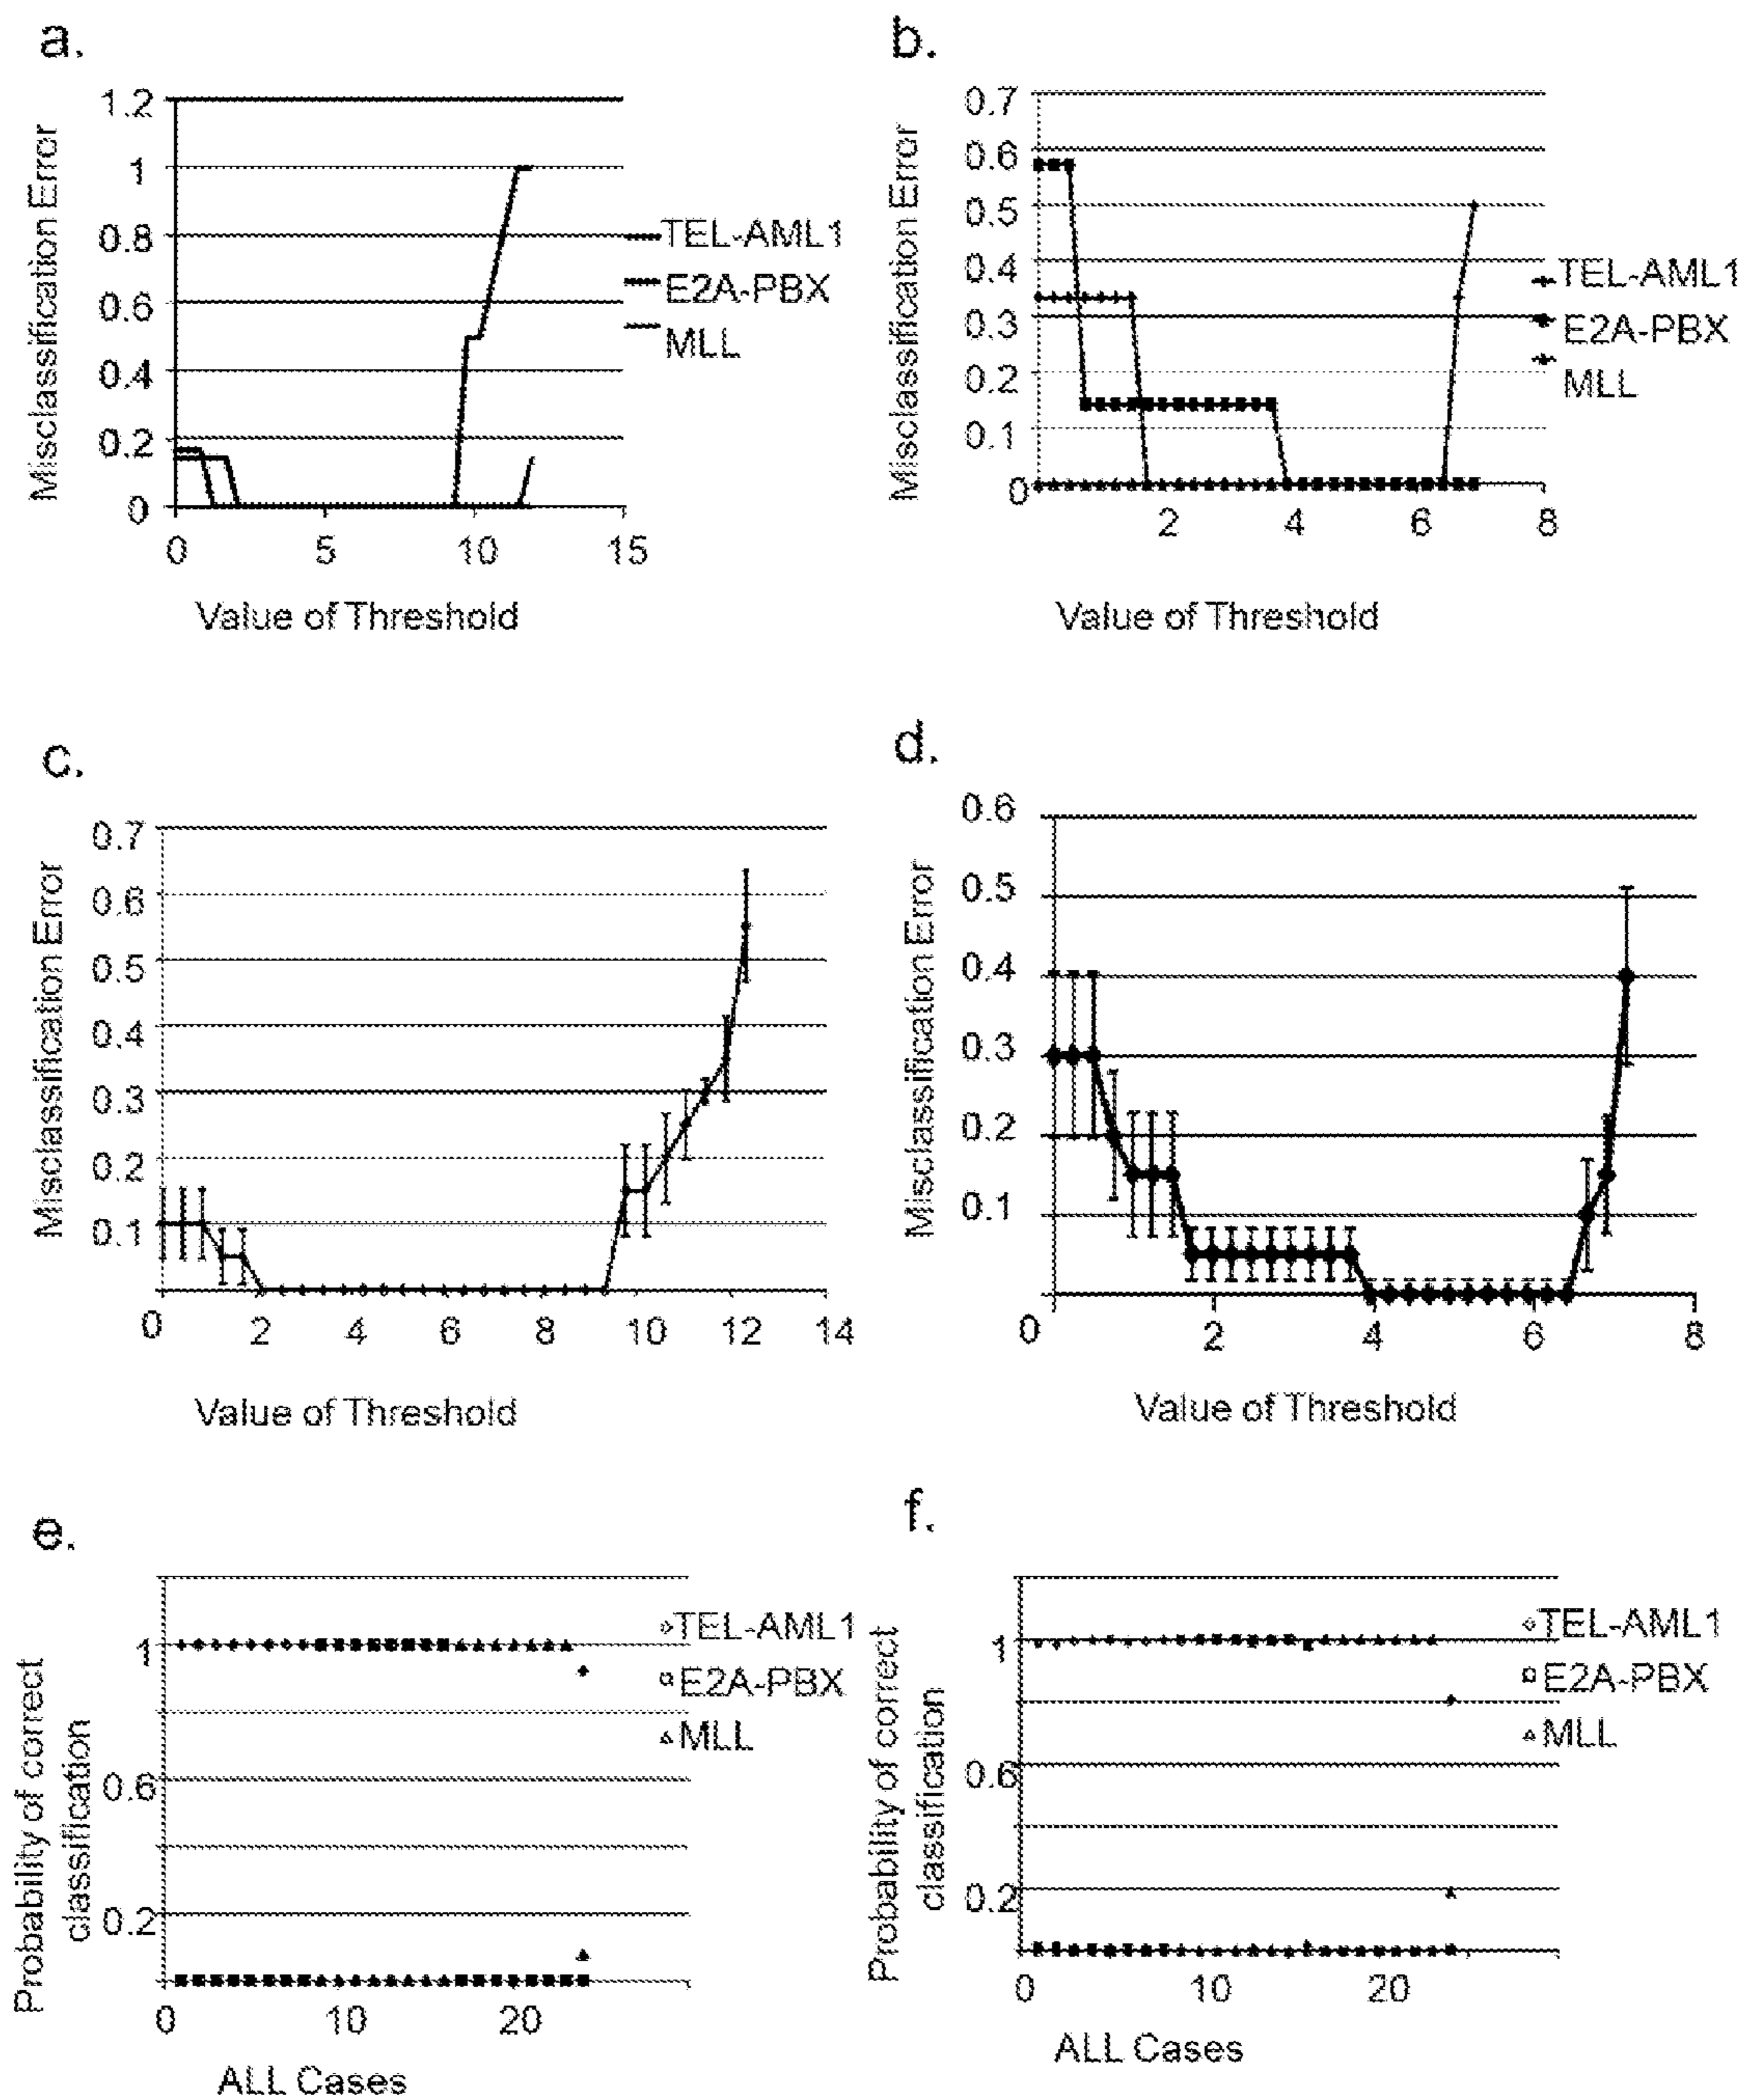 a.
Misclassification Error
1.2
1
0.8
0.6
0.4
0.2
0
0
5
10
15
TEL-AML1
E2A-PBX
MLL
Value of Threshold
b.
Misclassification Error
0.7
0.6
0.5
0.4
0.3
0.2
0.1
0
2
4
6
8
TEL-AML1
E2A-PBX
MLL
Value of Threshold
c.
Misclassification Error
0.7
0.6
0.5
0.4
0.3
0.2
0.1
0
2
4
6
8
10
12
14
Value of Threshold
d.
Misclassification Error
0.6
0.5
0.4
0.3
0.2
0.1
0
2
4
6
8
Value of Threshold
e.
Probability of correct
classification
1
0.6
0.2
0
10
20
TEL-AML1
E2A-PBX
MLL
ALL Cases
f.
Probability of correct
classification
1
0.6
0.2
0
10
20
TEL-AML1
E2A-PBX
MLL
ALL Cases